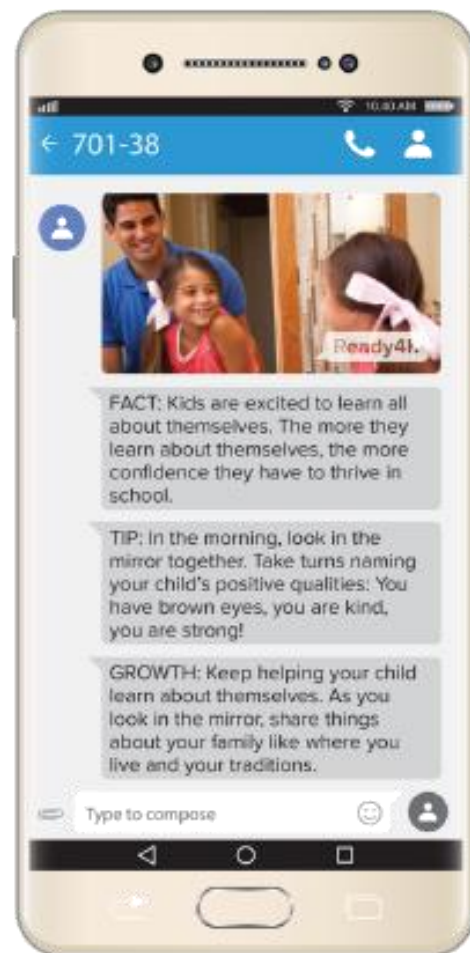 10:40 AM
701-38
Ready4K
FACT: Kids are excited to learn all
about themselves. The more they
learn about themselves, the more
confidence they have to thrive in
school.
TIP: In the morning, look in the
mirror together. Take turns naming
your child's positive qualities: You
have brown eyes, you are kind,
you are strong!
GROWTH: Keep helping your child
learn about themselves. As you
look in the mirror, share things
about your family like where you
live and your traditions.
Type to compose